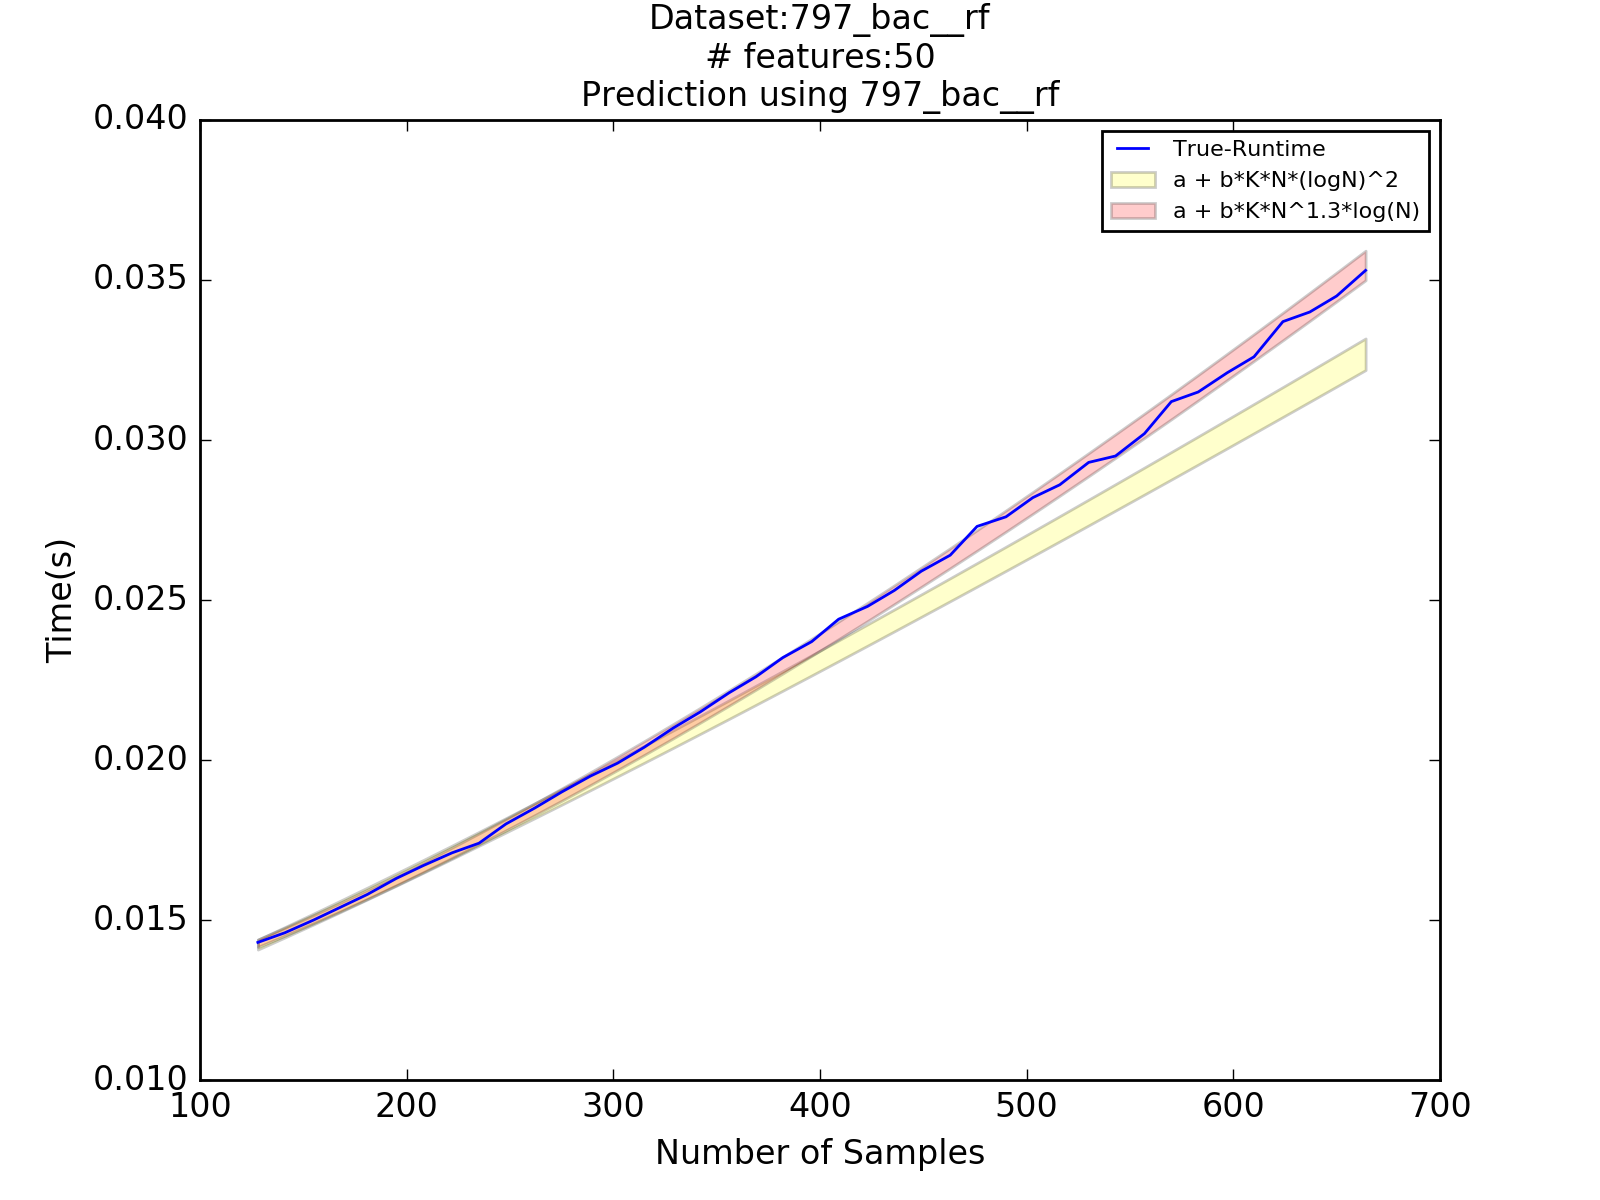 Dataset:797_bac__rf
# features:50
Prediction using 797_bac__rf
0.040
0.035
0.030
0.025
0.020
0.015
0.010
Time(s)
True-Runtime
a + b*K*N*(logN)^2
a + b*K*N^1.3*log(N)
100 200 300 400 500 600 700
Number of Samples